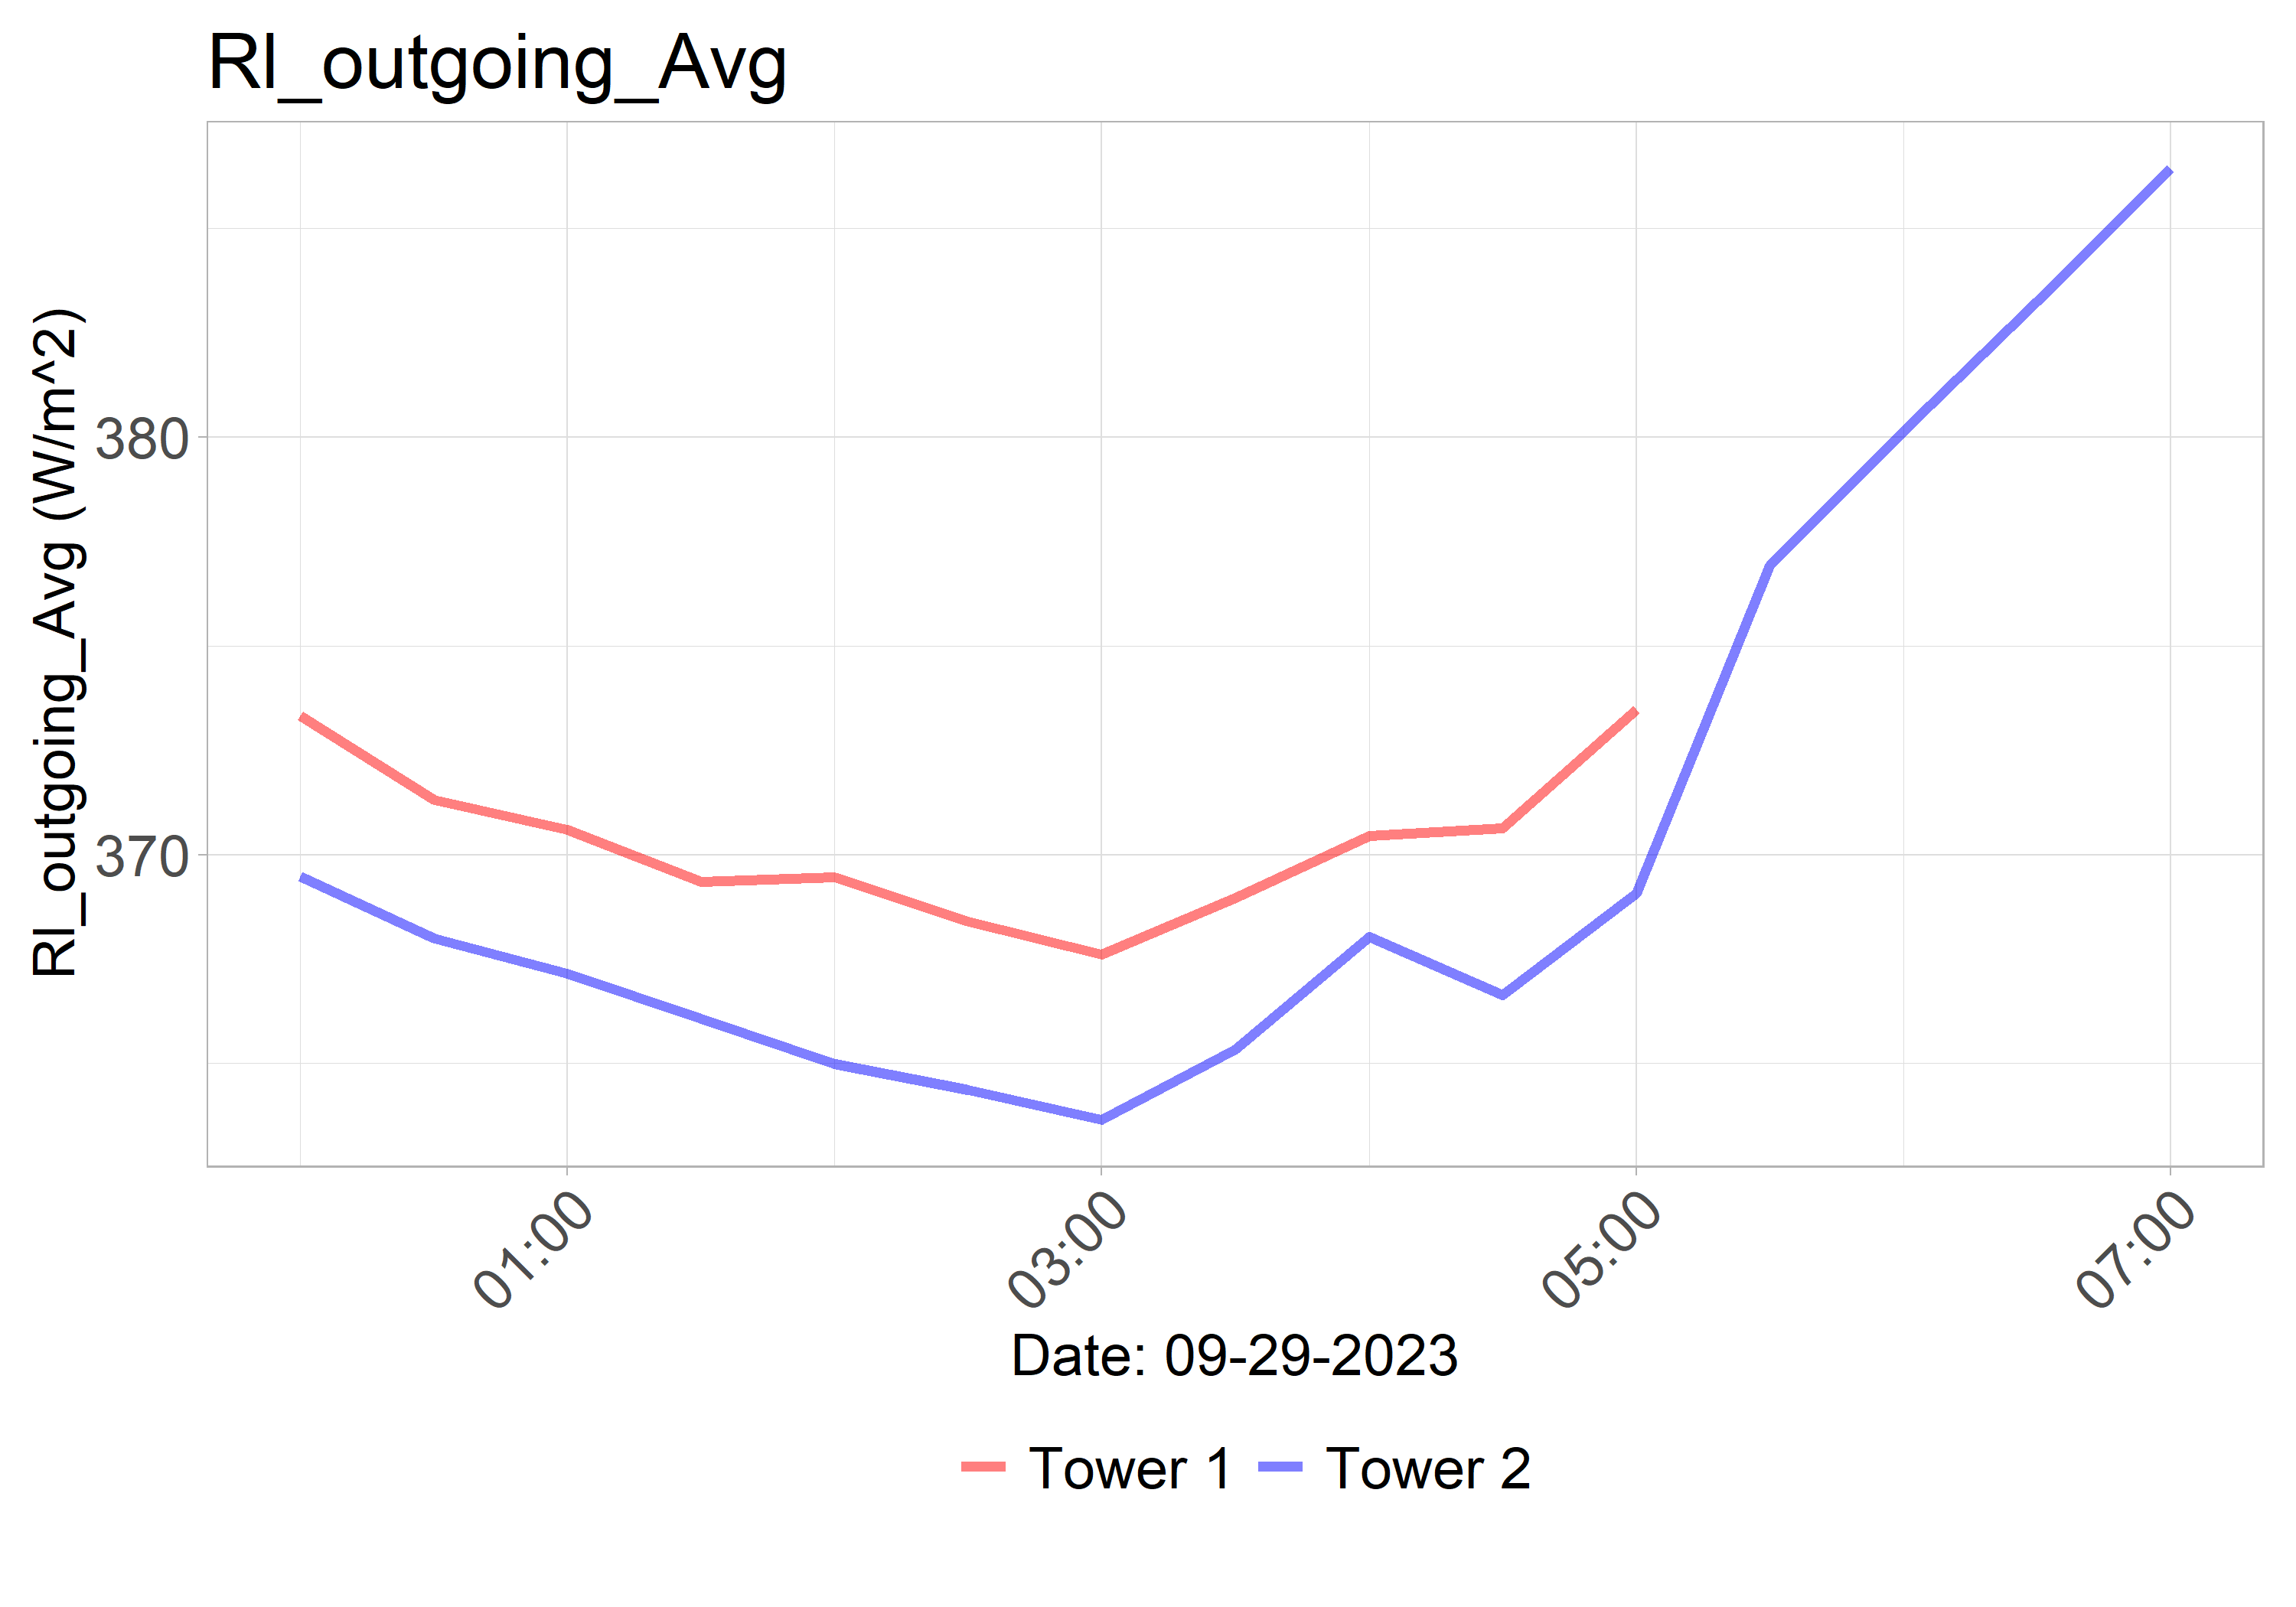 Rl_outgoing_Avg
Rl_outgoing_Avg (W/m^2)
380
370
01:00
03:00
05:00
07:00
Date: 09-29-2023
Tower 1
Tower 2